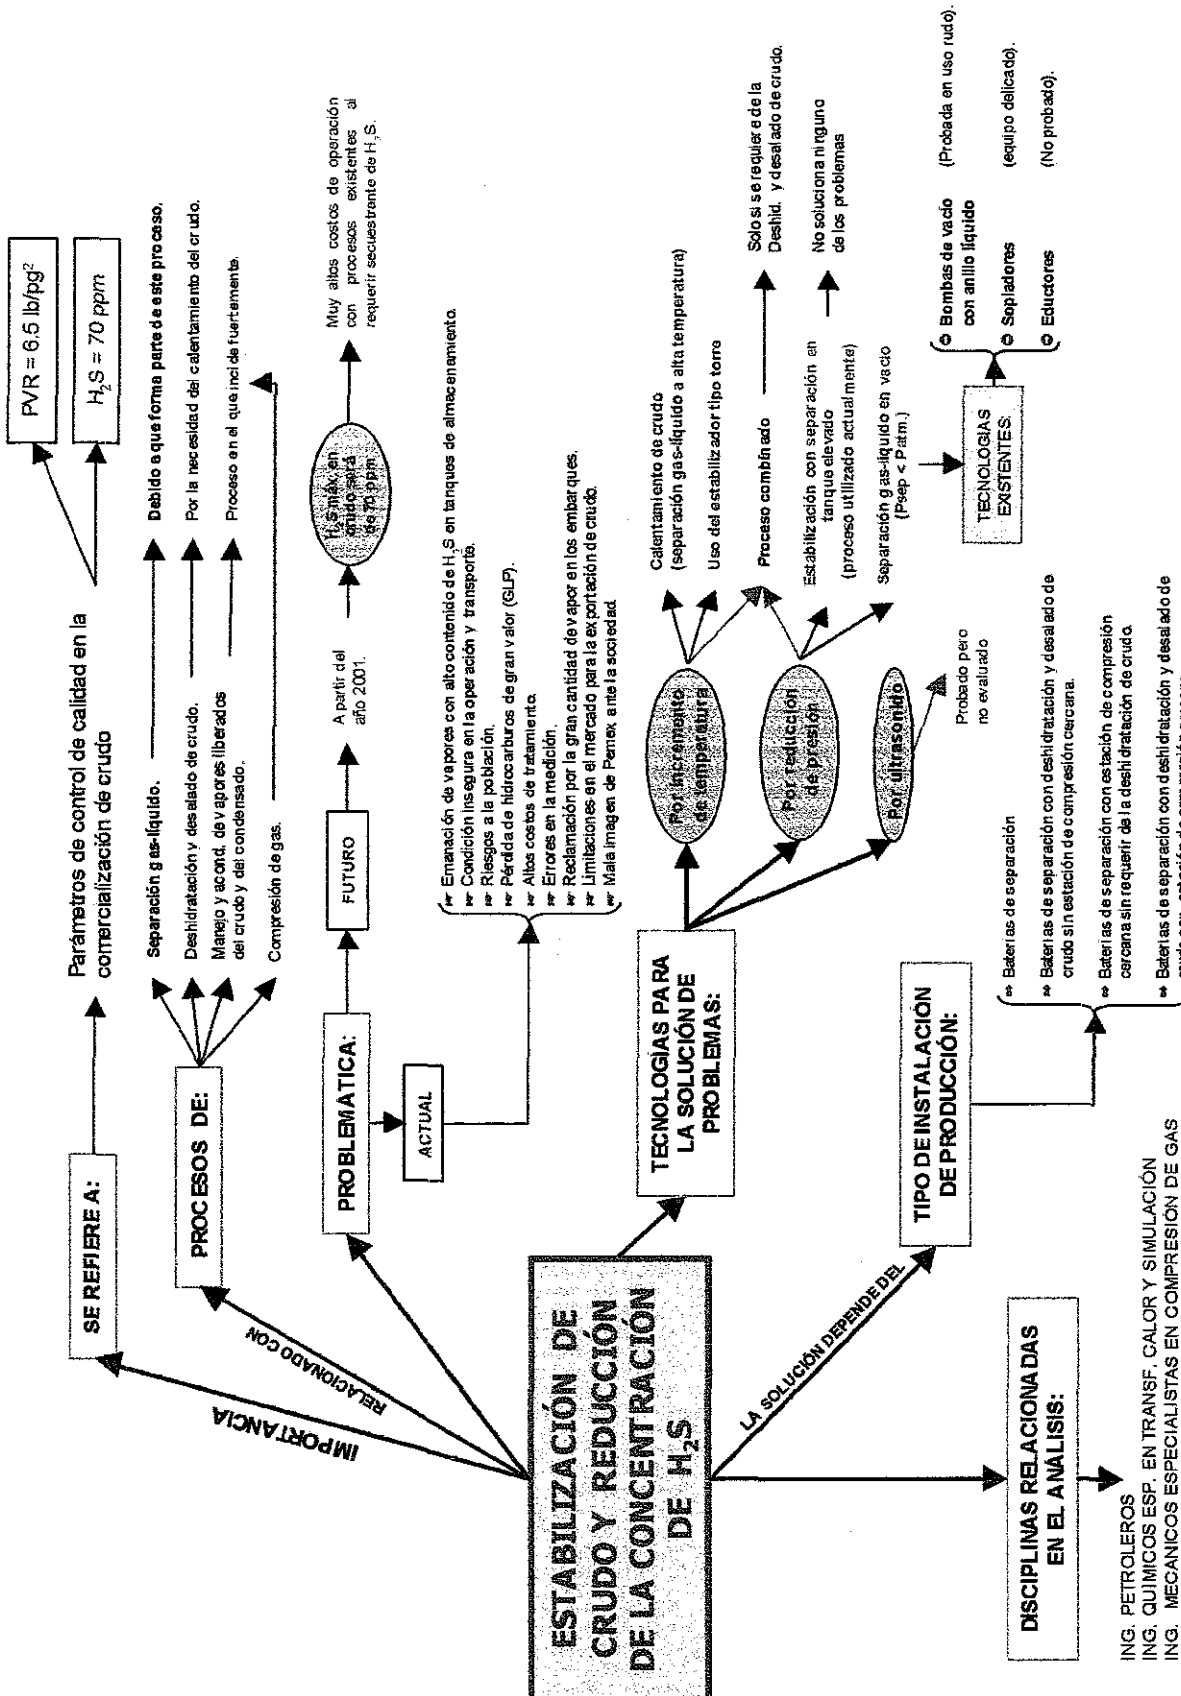 ESTABILIZACIÓN DE
CRUDO Y REDUCCIÓN
DE LA CONCENTRACIÓN
DE H₂S
IMPORTANCIA
SE REFIERE A:
Parámetros de control de calidad en la
comercialización de crudo
PVR = 6.5 lb/pg²
H₂S = 70 ppm
RELACIONADO CON
PROCESOS DE:
Separación gas-líquido.
Debido a que forma parte de este proceso.
Deshidratación y desalado de crudo.
Por la necesidad del calentamiento del crudo.
Manejo y acond. de vapores liberados
del crudo y del condensado.
Proceso en el que incide fuertemente.
Compresión de gas.
PROBLEMATICA:
FUTURO
A partir del
año 2001.
H₂S máx. en
crudo será
de 70 ppm
Muy altos costos de operación
con procesos existentes al
requerir secuestrante de H₂S.
ACTUAL
Emanación de vapores con alto contenido de H₂S en tanques de almacenamiento.
Condición insegura en la operación y transporte.
Riesgos a la población.
Pérdida de hidrocarburos de gran valor (GLP).
Altos costos de tratamiento.
Errores en la medición.
Reclamación por la gran cantidad de vapor en los embarques.
Limitaciones en el mercado para la exportación de crudo.
Mala imagen de Pemex ante la sociedad.
TECNOLOGIAS PARA
LA SOLUCIÓN DE
PROBLEMAS:
Por incremento
de temperatura
Calentamiento de crudo
(separación gas-líquido a alta temperatura)
Uso del estabilizador tipo torre
Proceso combinado
Solo si se requiere de la
Deshid. y desalado de crudo.
Por reducción
de presión
Estabilización con separación en
tanque elevado
(proceso utilizado actualmente)
No soluciona ninguno
de los problemas
Separación gas-líquido en vacio
(Psep < Patm.)
TECNOLOGIAS
EXISTENTES:
Bombas de vacío
con anillo líquido
(Probada en uso rudo).
Sopladores
(equipo delicado).
Eductores
(No probado).
Por ultrasonido
Probado pero
no evaluado
LA SOLUCIÓN DEPENDE DEL
TIPO DE INSTALACION
DE PRODUCCIÓN:
Baterías de separación
Baterías de separación con deshidratación y desalado de
crudo sin estación de compresión cercana.
Baterías de separación con estación de compresión
cercana sin requerir de la deshidratación de crudo.
Baterías de separación con deshidratación y desalado de
DISCIPLINAS RELACIONADAS
EN EL ANÁLISIS:
ING. PETROLEROS
ING. QUIMICOS ESP. EN TRANSF. CALOR Y SIMULACIÓN
ING. MECANICOS ESPECIALISTAS EN COMPRESIÓN DE GAS